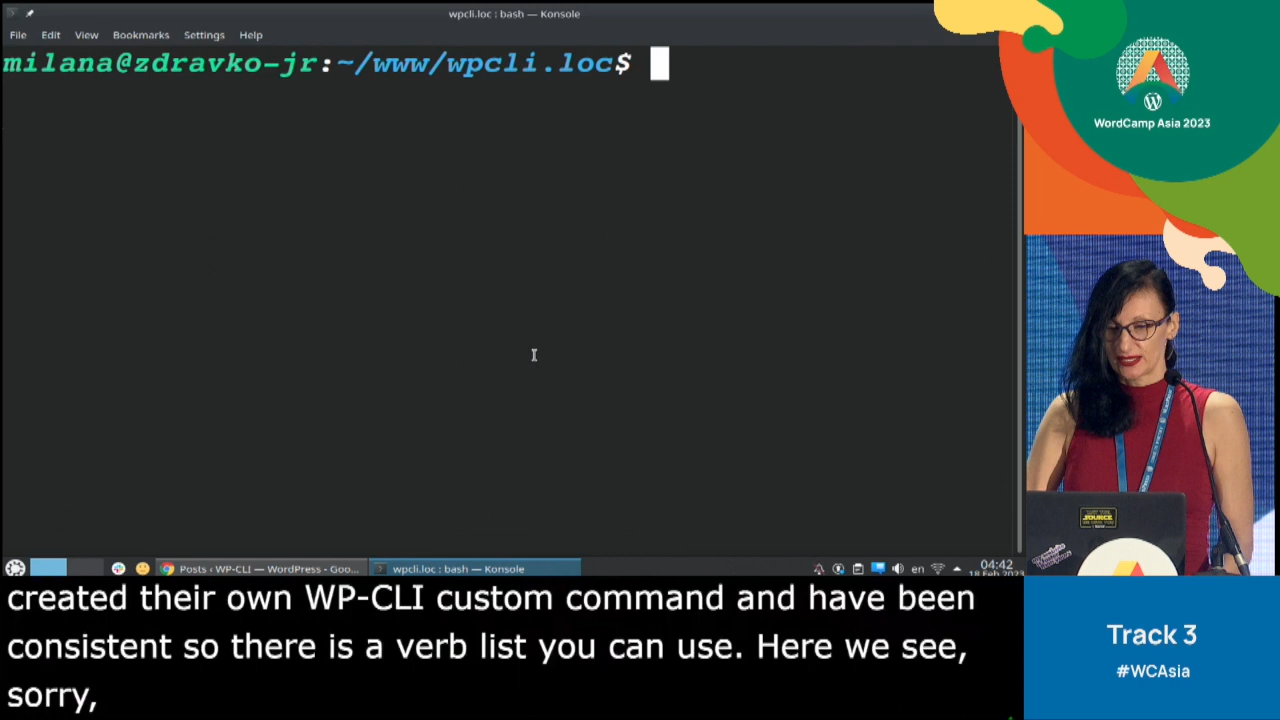 wpcli.loc : bash — Konsole
File Edit View Bookmarks Settings Help
milana@zdravko-jr:~/www/wpcli.loc$
WordCamp Asia 2023
Posts ‹ WP-CLI — WordPress - Goo...
wpcli.loc : bash — Konsole
en
04:42
18 Feb 2023
created their own WP-CLI custom command and have been
consistent so there is a verb list you can use. Here we see,
sorry,
Track 3
#WCAsia